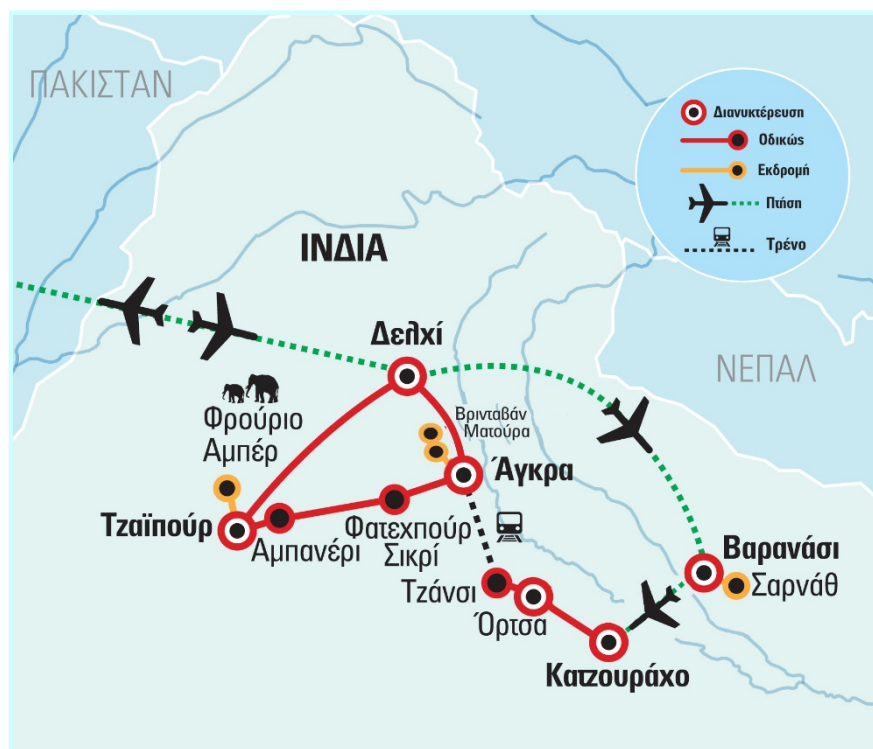 ΠΑΚΙΣΤΑΝ
Διανυκτέρευση
Οδικώς
Εκδρομή
Πτήση
Τρένο
ΙΝΔΙΑ
ΝΕΠΑΛ
Δελχί
Φρούριο
Αμπέρ
Βρινταβάν
Ματούρα
Άγκρα
Τζαϊπούρ
Αμπανέρι
Φατεχπούρ
Σικρί
Τζάνσι
Όρτσα
Βαρανάσι
Σαρνάθ
Κατζουράχο